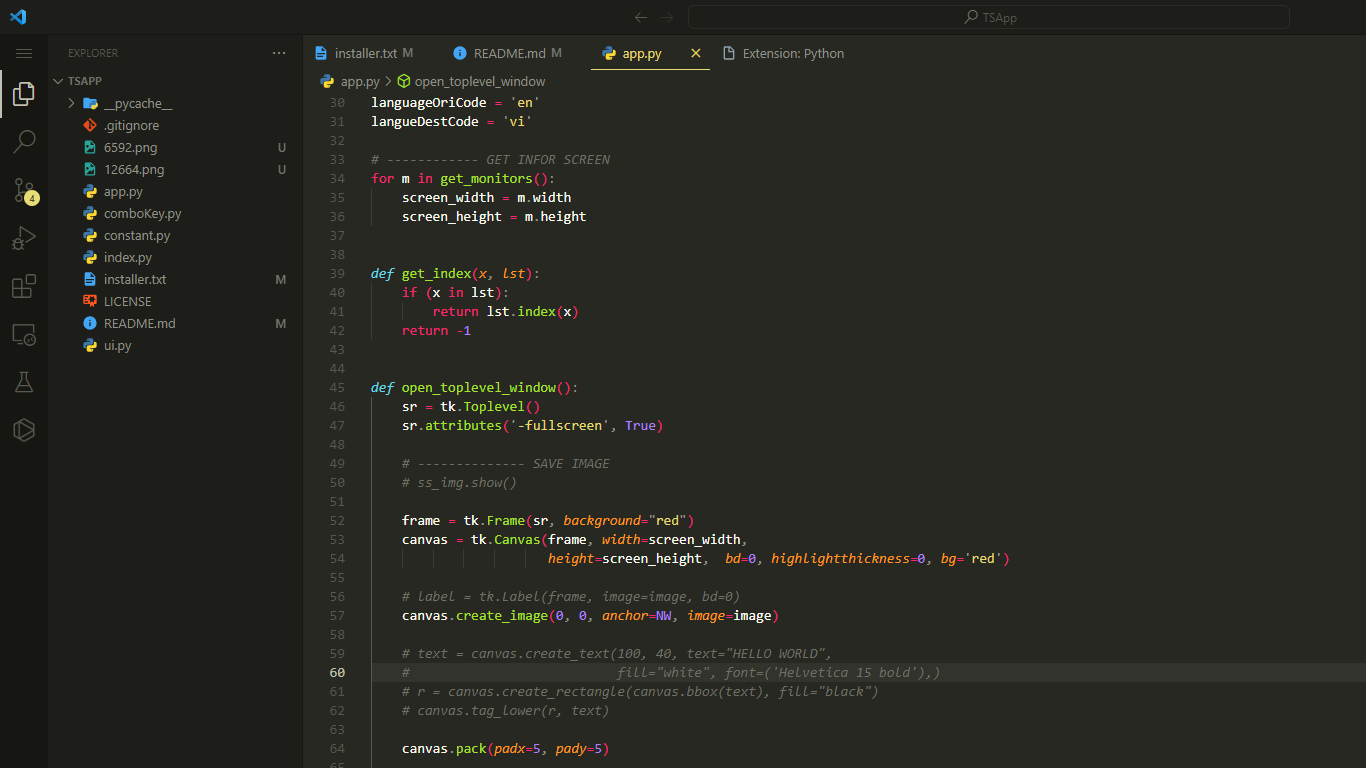 TSApp
EXPLORER
installer.txt M
README.md M
app.py
Extension: Python
TSAPP
app.py > open_toplevel_window
__pycache__
.gitignore
6592.png U
12664.png U
app.py
comboKey.py
constant.py
index.py
installer.txt M
LICENSE
README.md M
ui.py
4
30 languageOriCode = 'en'
31 langueDestCode = 'vi'
32
33 # ------------ GET INFOR SCREEN
34 for m in get_monitors():
35 screen_width = m.width
36 screen_height = m.height
37
38
39 def get_index(x, lst):
40 if (x in lst):
41 return lst.index(x)
42 return -1
43
44
45 def open_toplevel_window():
46 sr = tk.Toplevel()
47 sr.attributes('-fullscreen', True)
48
49 # -------------- SAVE IMAGE
50 # ss_img.show()
51
52 frame = tk.Frame(sr, background="red")
53 canvas = tk.Canvas(frame, width=screen_width,
54 height=screen_height,  bd=0, highlightthickness=0, bg='red')
55
56 # label = tk.Label(frame, image=image, bd=0)
57 canvas.create_image(0, 0, anchor=NW, image=image)
58
59 # text = canvas.create_text(100, 40, text="HELLO WORLD",
60 # fill="white", font=('Helvetica 15 bold'),)
61 # r = canvas.create_rectangle(canvas.bbox(text), fill="black")
62 # canvas.tag_lower(r, text)
63
64 canvas.pack(padx=5, pady=5)
65